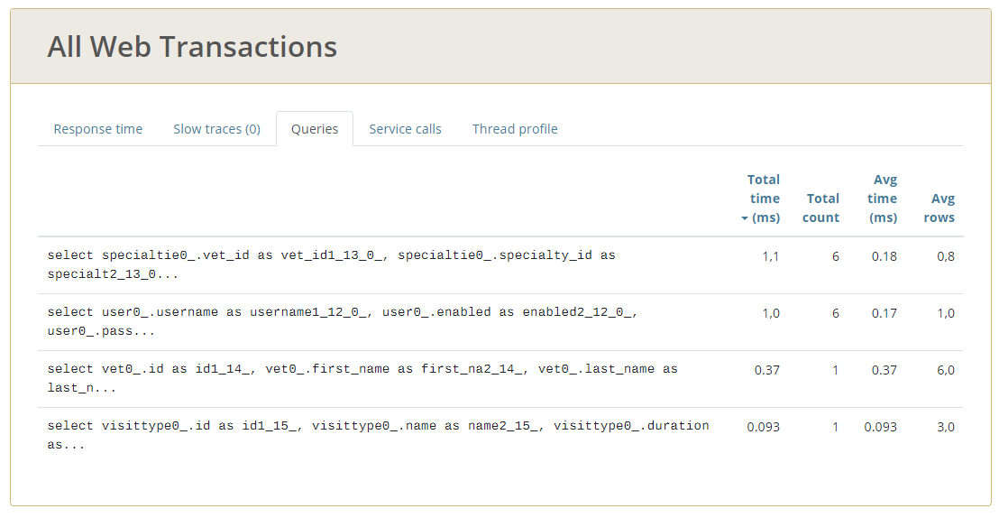 All Web Transactions
Response time Slow traces (0) Queries Service calls Thread profile
Total time (ms) Total count Avg time (ms) Avg rows
select specialtie0_.vet_id as vet_id1_13_0_, specialtie0_.specialty_id as 1,1 6 0.18 0,8
specialt2_13_0...
select user0_.username as username1_12_0_, user0_.enabled as enabled2_12_0_, 1,0 6 0.17 1,0
user0_.pass...
select vet0_.id as id1_14_, vet0_.first_name as first_na2_14_, vet0_.last_name as 0.37 1 0.37 6,0
last_n...
select visittype0_.id as id1_15_, visittype0_.name as name2_15_, visittype0_.duration 0.093 1 0.093 3,0
as...